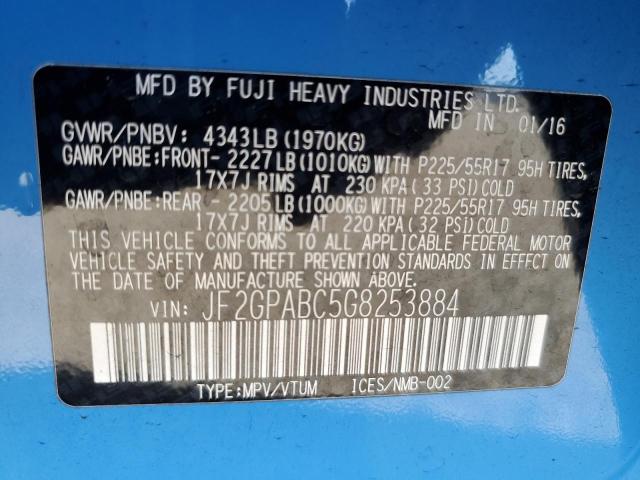 MFD BY FUJI HEAVY INDUSTRIES LTD.
MFD IN 01/16
GVWR/PNBV: 4343LB(1970KG)
GAWR/PNBE:FRONT- 2227LB(1010KG)WITH P225/55R17 95H TIRES,
17X7J RIMS AT 230 KPA(33 PSI)COLD
GAWR/PNBE:REAR - 2205LB(1000KG)WITH P225/55R17 95H TIRES,
17X7J RIMS AT 220 KPA(32 PSI)COLD
THIS VEHICLE CONFORMS TO ALL APPLICABLE FEDERAL MOTOR
VEHICLE SAFETY AND THEFT PREVENTION STANDARDS IN EFFECT ON
THE DATE OF MANUFACTURE SHOWN ABOVE.
VIN: JF2GPABC5G8253884
TYPE:MPV/VTUM ICES/NMB-002